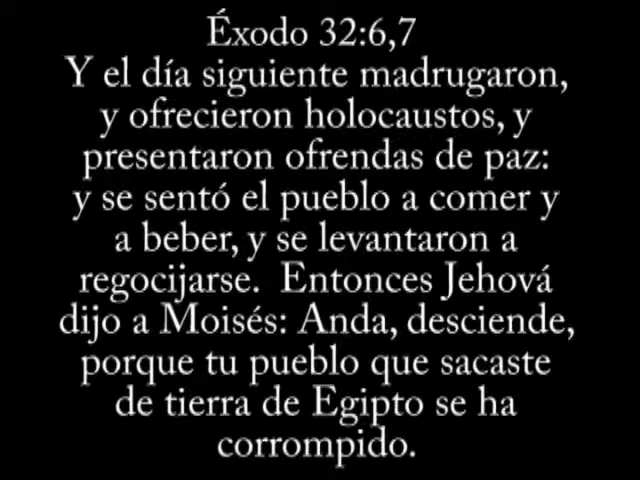 Éxodo 32:6,7
Y el día siguiente madrugaron,
y ofrecieron holocaustos, y
presentaron ofrendas de paz:
y se sentó el pueblo a comer y
a beber, y se levantaron a
regocijarse.  Entonces Jehová
dijo a Moisés: Anda, desciende,
porque tu pueblo que sacaste
de tierra de Egipto se ha
corrompido.